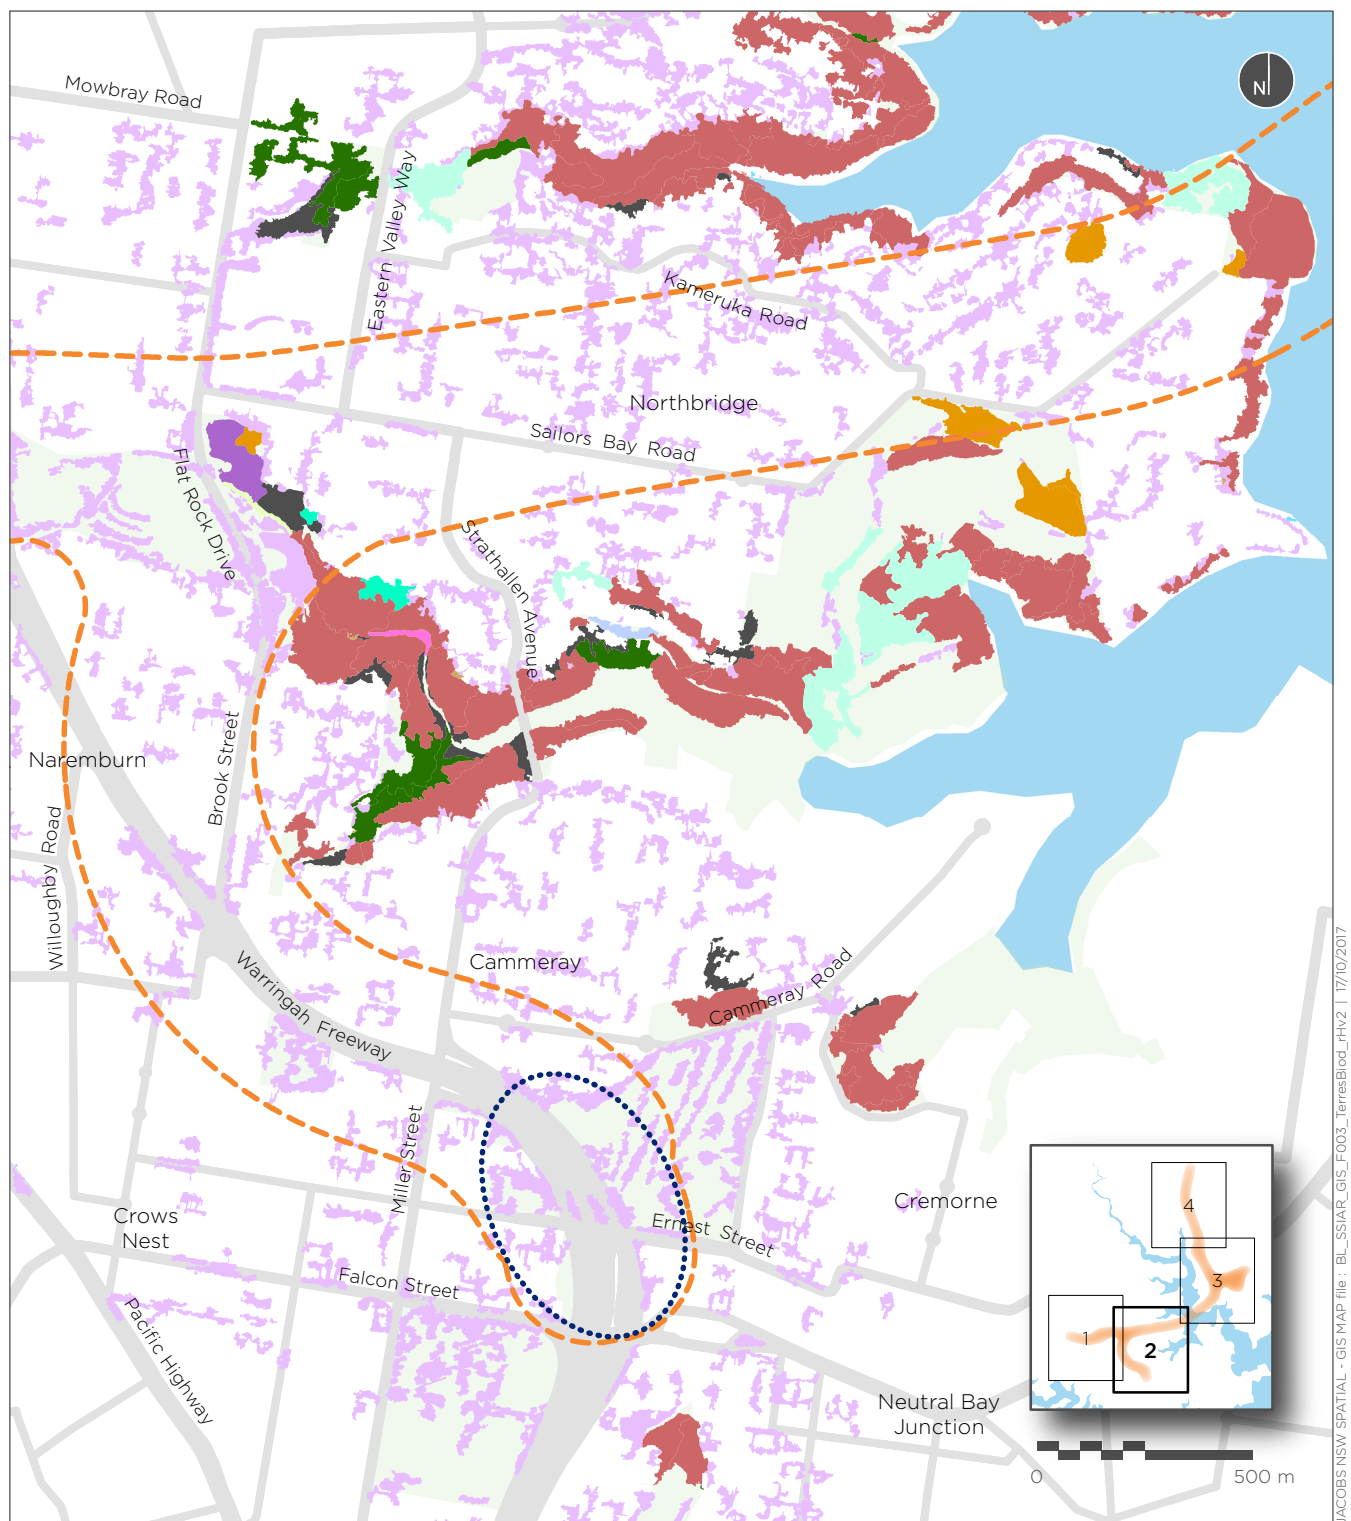 N
Mowbray Road
Eastern Valley Way
Kameruka Road
Northbridge
Sailors Bay Road
Flat Rock Drive
Strathallen Avenue
Naremburn
Brook Street
Willoughby Road
Cammeray
Cammeray Road
Warringah Freeway
Miller Street
Crows
Nest
Ernest Street
Cremorne
Falcon Street
Pacific Highway
Neutral Bay
Junction
4
3
1
2
0
500 m
JACOBS NSW SPATIAL - GIS MAP file : BL_SSIAR_GIS_F003_TerresBiod_rHv2 | 17/10/2017